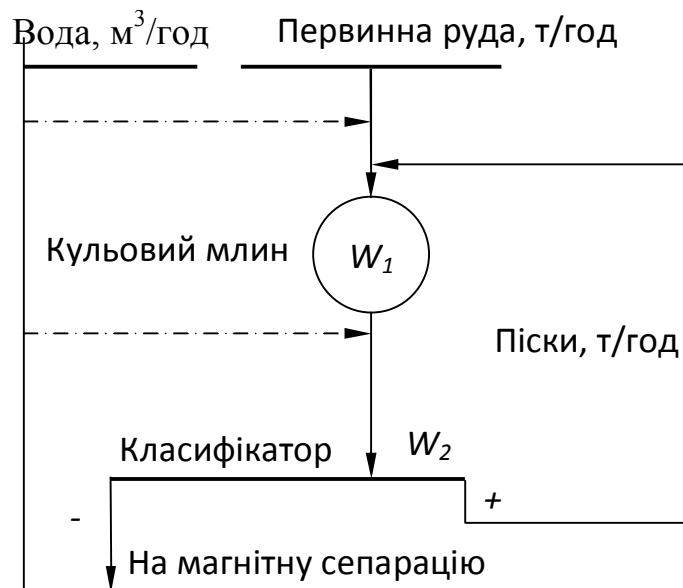 Вода, м³/год
Первинна руда, т/год
Кульовий млин
W₁
Піски, т/год
Класифікатор
W₂
-
+
На магнітну сепарацію